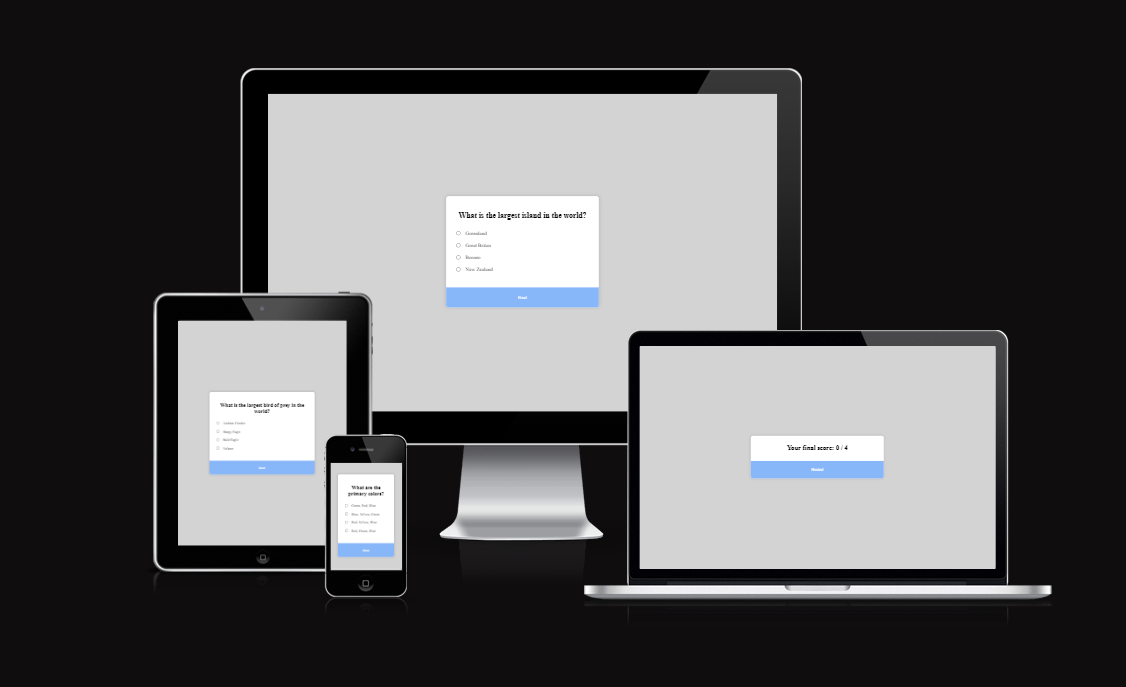 What is the largest island in the world?
Greenland
Great Britain
Borneo
New Zealand
Next
What is the largest bird of prey in the
world?
Andean Condor
Harpy Eagle
Bald Eagle
Next
What are the
primary colors?
Green, Red, Blue
Blue, Yellow, Green
Red, Yellow, Blue
Red, Green, Blue
Next
Your final score: 0 / 4